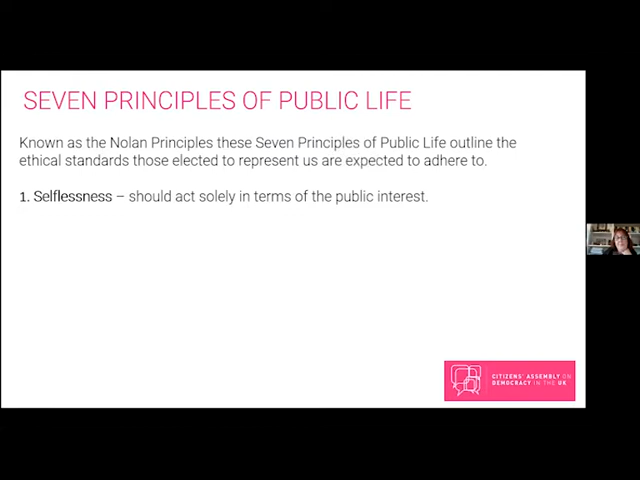 SEVEN PRINCIPLES OF PUBLIC LIFE
Known as the Nolan Principles these Seven Principles of Public Life outline the
ethical standards those elected to represent us are expected to adhere to.
1. Selflessness – should act solely in terms of the public interest.
CITIZENS' ASSEMBLY ON
DEMOCRACY IN THE UK